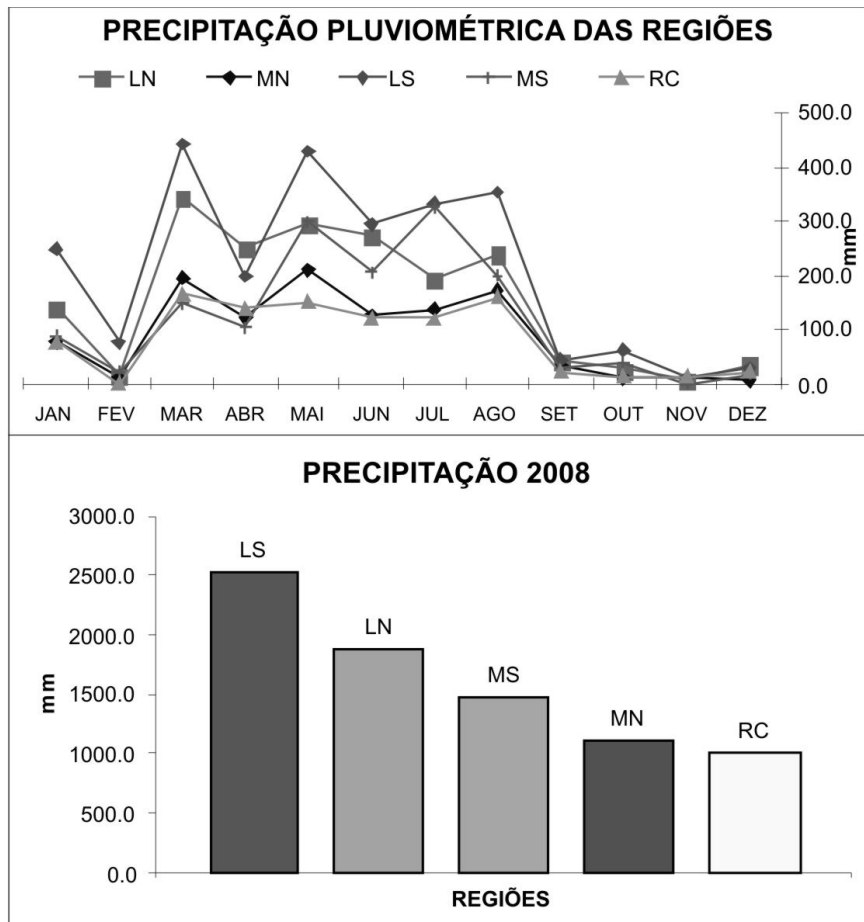 PRECIPITAÇÃO PLUVIOMÉTRICA DAS REGIÕES
LN MN LS MS RC
500.0
400.0
300.0
200.0
100.0
0.0
mm
JAN FEV MAR ABR MAI JUN JUL AGO SET OUT NOV DEZ
PRECIPITAÇÃO 2008
3000.0
2500.0
2000.0
1500.0
1000.0
500.0
0.0
mm
LS
LN
MS
MN
RC
REGIÕES